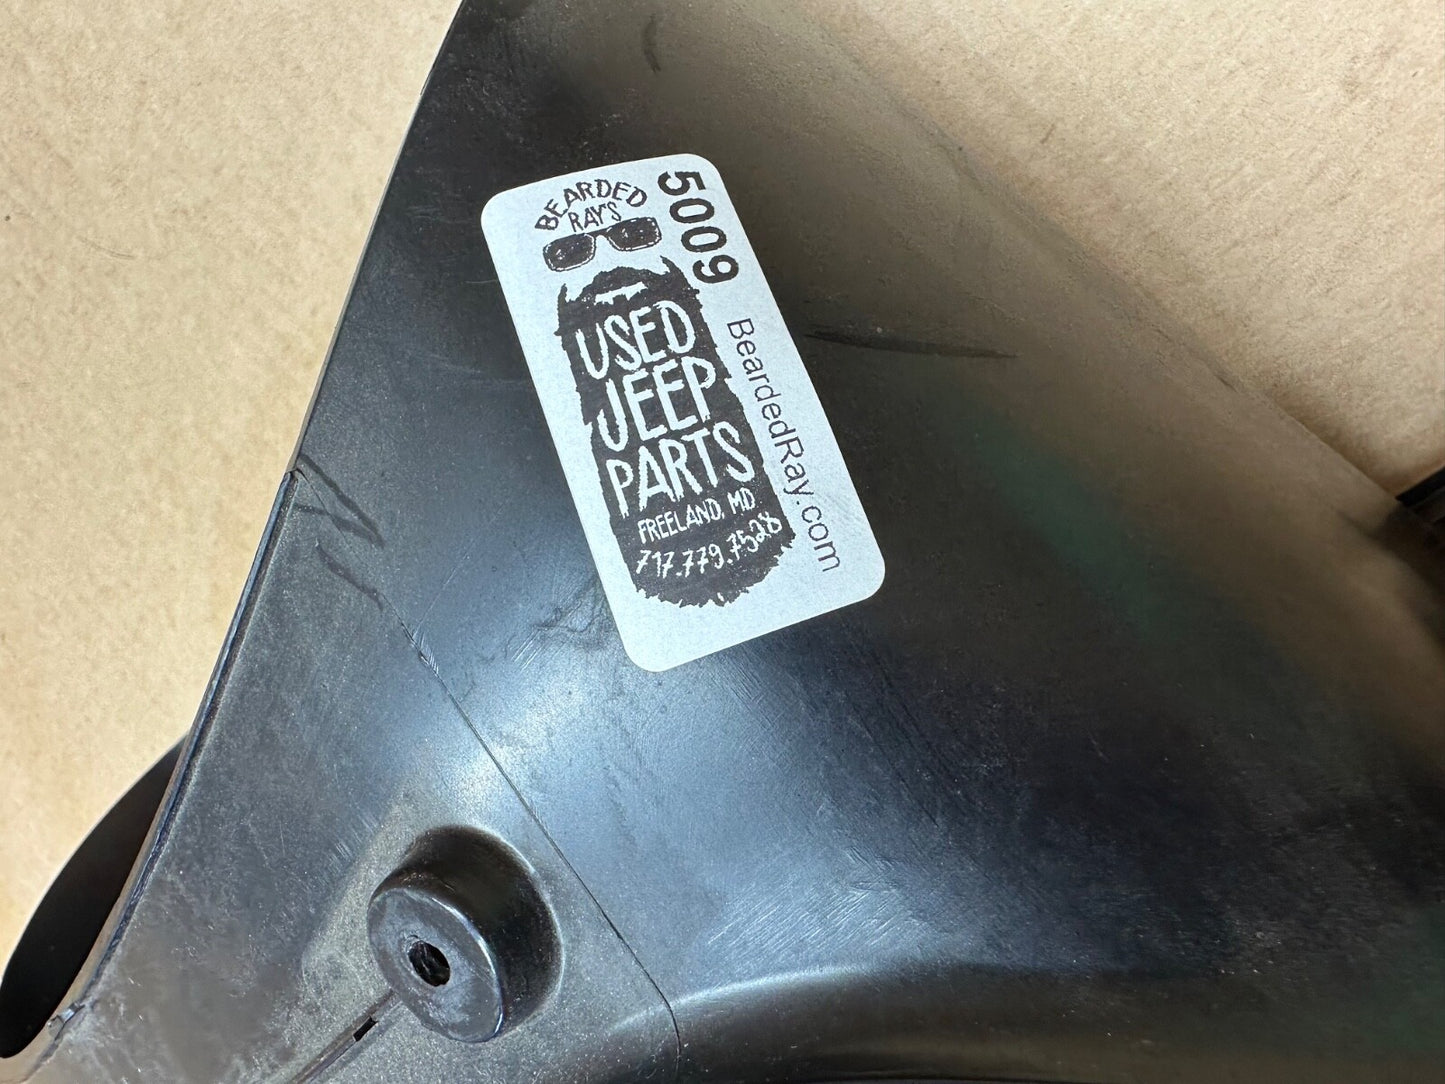 BEARDED
RAY'S
USED
JEEP
PARTS
FREELAND, MD.
717.779.7528
5009
BeardedRay.com